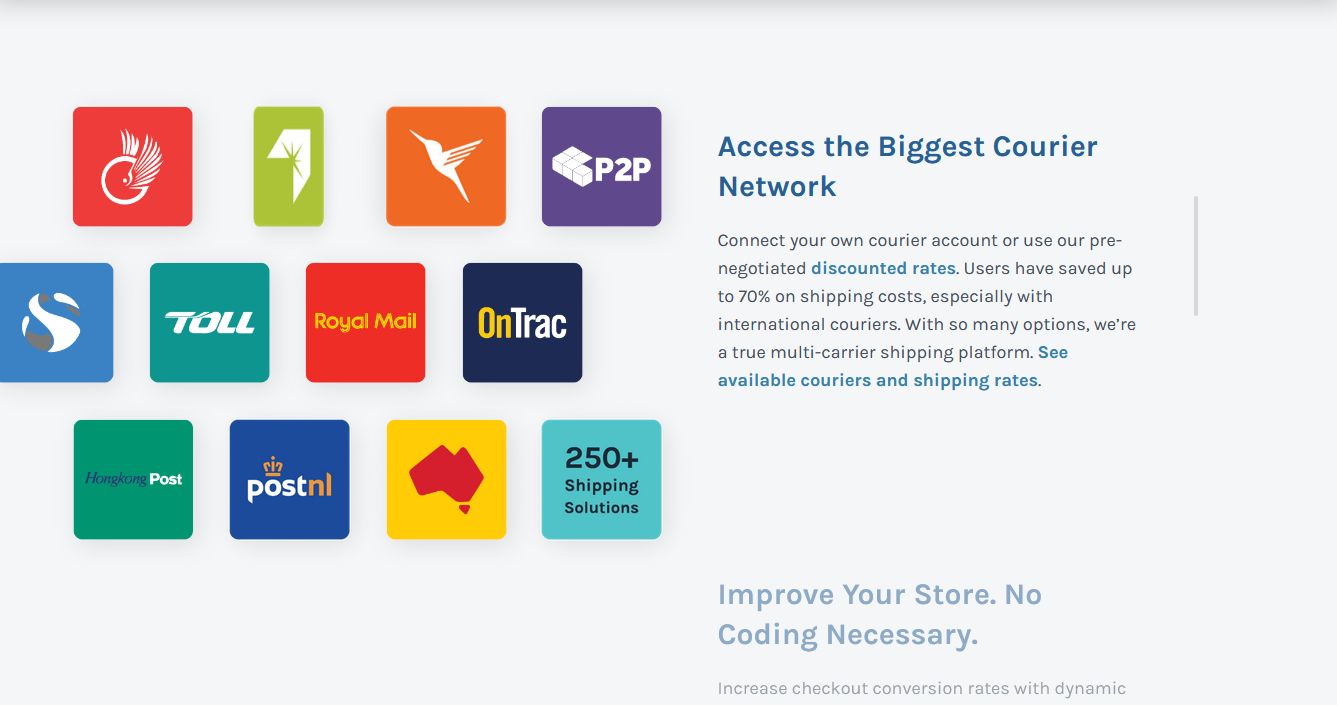 P2P
TOLL
Royal Mail
OnTrac
Hongkong Post
postnl
250+
Shipping
Solutions
Access the Biggest Courier
Network
Connect your own courier account or use our pre-
negotiated discounted rates. Users have saved up
to 70% on shipping costs, especially with
international couriers. With so many options, we’re
a true multi-carrier shipping platform. See
available couriers and shipping rates.
Improve Your Store. No
Coding Necessary.
Increase checkout conversion rates with dynamic